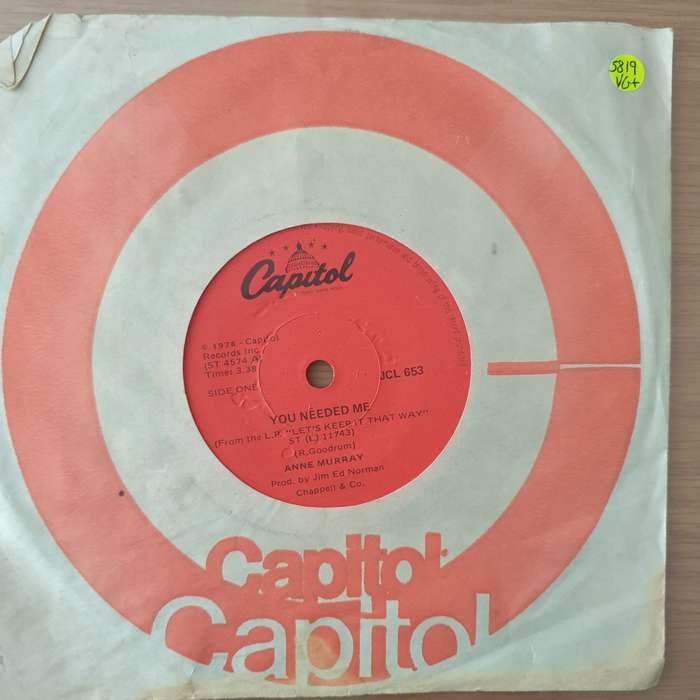 5819
VG+
Capitol
© 1978 - Capitol
Records Inc.
(ST 4574 A)
Time: 3.38
JCL 653
SIDE ONE
YOU NEEDED ME
(From the L.P. "LET'S KEEP IT THAT WAY"
ST (L) 11743)
(R.Goodrum)
ANNE MURRAY
Prod. by Jim Ed Norman
Chappell & Co.
Capitol
Capitol